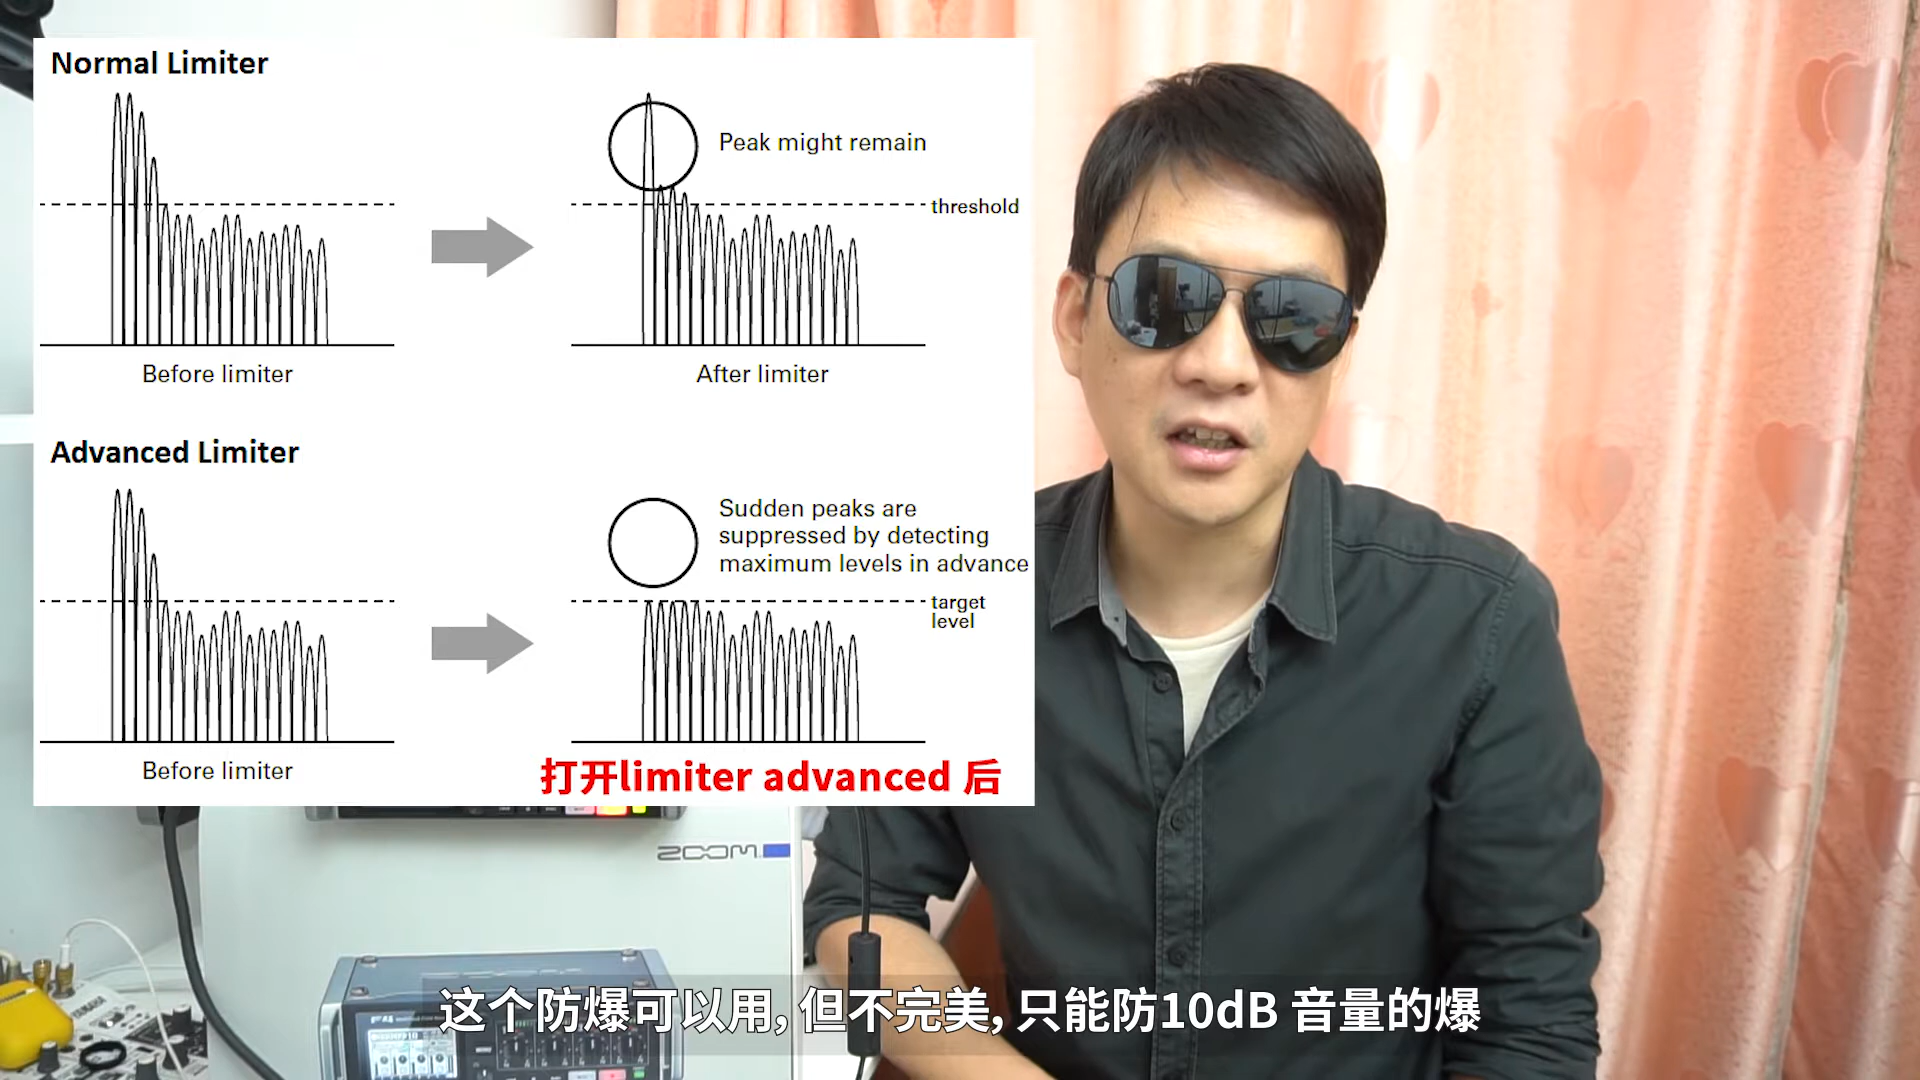 Normal Limiter
Peak might remain
threshold
Before limiter
After limiter
Advanced Limiter
Sudden peaks are
suppressed by detecting
maximum levels in advance
target
level
Before limiter
打开limiter advanced 后
ZOOM
这个防爆可以用, 但不完美, 只能防10dB 音量的爆